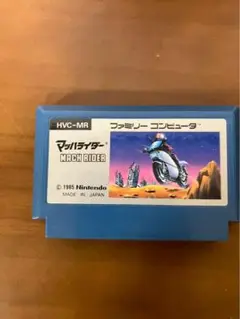 HVC-MR ファミリー コンピュータ
マッハライダー
MACH RIDER
© 1985 Nintendo
MADE IN JAPAN